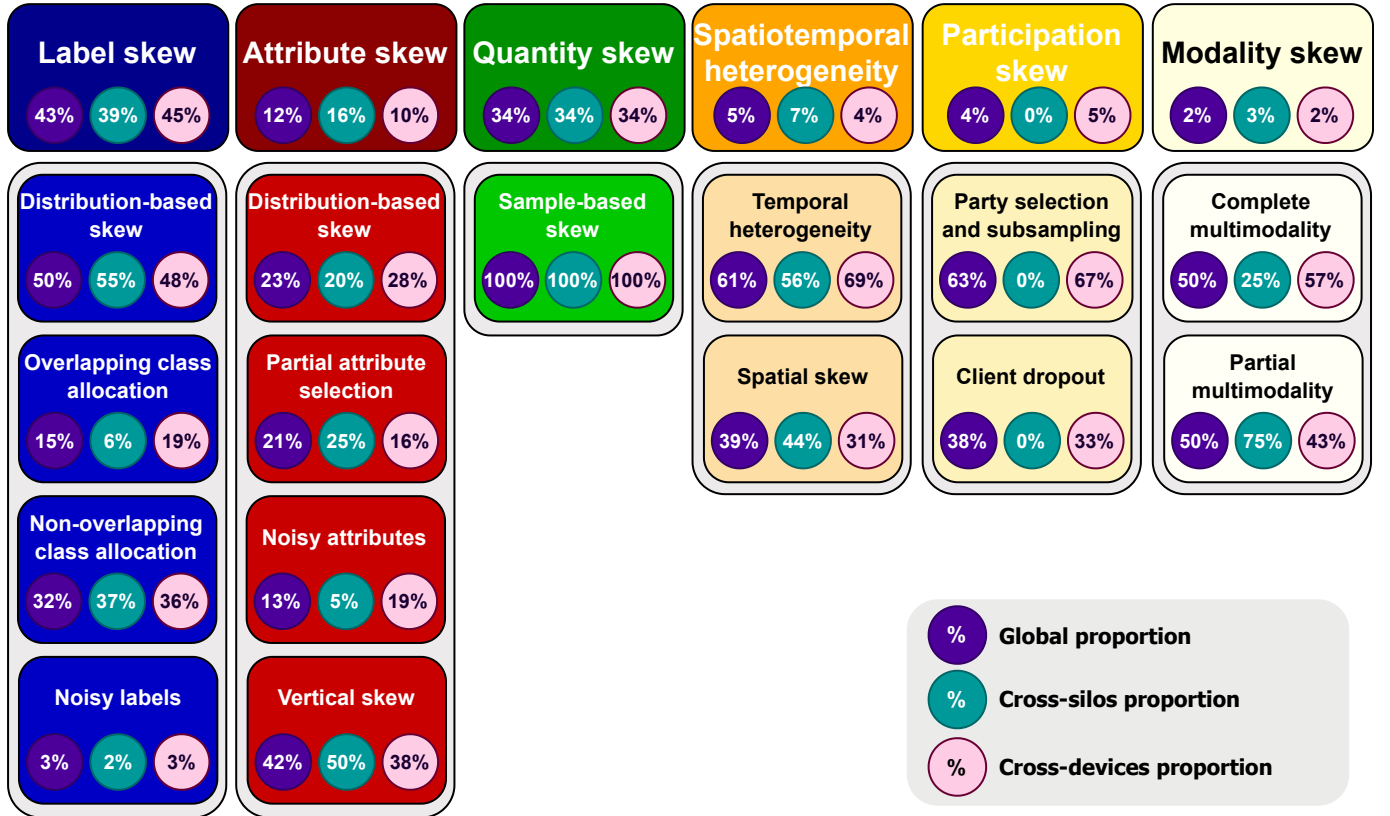 Label skew
43% 39% 45%
Distribution-based
skew
50% 55% 48%
Overlapping class
allocation
15% 6% 19%
Non-overlapping
class allocation
32% 37% 36%
Noisy labels
3% 2% 3%
Attribute skew
12% 16% 10%
Distribution-based
skew
23% 20% 28%
Partial attribute
selection
21% 25% 16%
Noisy attributes
13% 5% 19%
Vertical skew
42% 50% 38%
Quantity skew
34% 34% 34%
Sample-based
skew
100% 100% 100%
Spatiotemporal
heterogeneity
5% 7% 4%
Temporal
heterogeneity
61% 56% 69%
Spatial skew
39% 44% 31%
Participation
skew
4% 0% 5%
Party selection
and subsampling
63% 0% 67%
Client dropout
38% 0% 33%
Modality skew
2% 3% 2%
Complete
multimodality
50% 25% 57%
Partial
multimodality
50% 75% 43%
% Global proportion
% Cross-silos proportion
% Cross-devices proportion